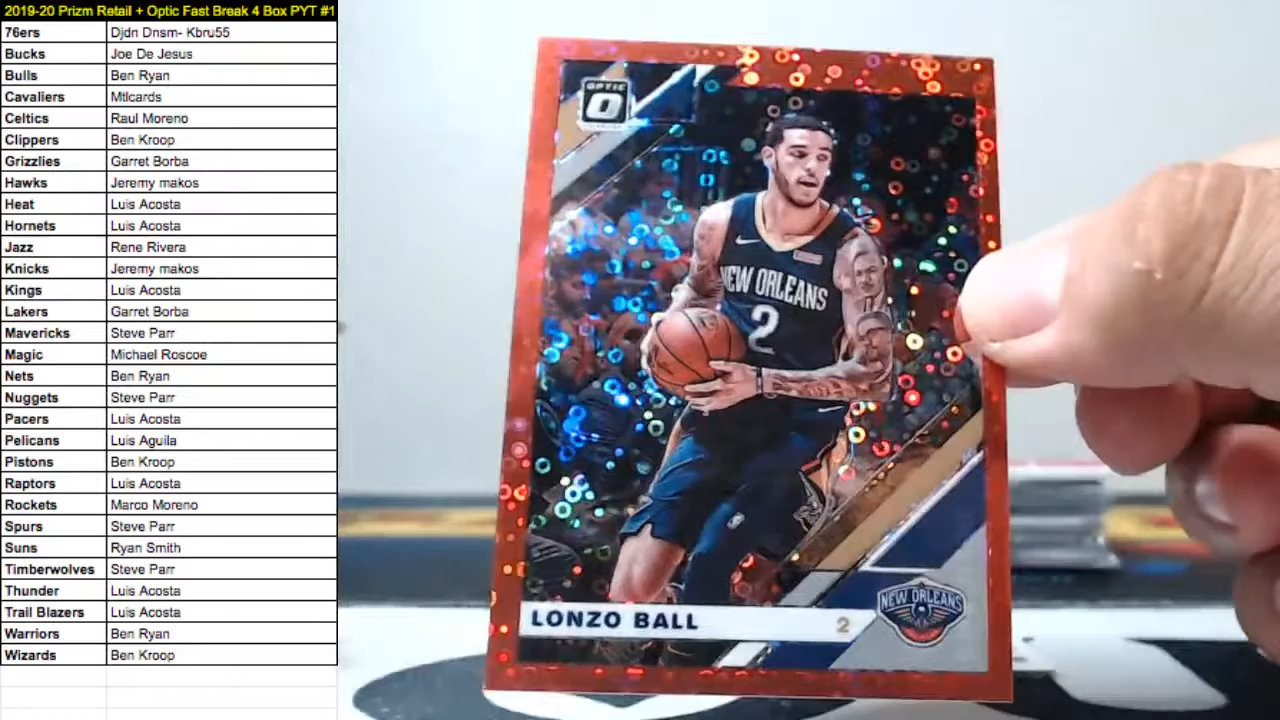 2019-20 Prizm Retail + Optic Fast Break 4 Box PYT #1
76ers Djdn Dnsm- Kbru55
Bucks Joe De Jesus
Bulls Ben Ryan
Cavaliers Mtlcards
Celtics Raul Moreno
Clippers Ben Kroop
Grizzlies Garret Borba
Hawks Jeremy makos
Heat Luis Acosta
Hornets Luis Acosta
Jazz Rene Rivera
Knicks Jeremy makos
Kings Luis Acosta
Lakers Garret Borba
Mavericks Steve Parr
Magic Michael Roscoe
Nets Ben Ryan
Nuggets Steve Parr
Pacers Luis Acosta
Pelicans Luis Aguila
Pistons Ben Kroop
Raptors Luis Acosta
Rockets Marco Moreno
Spurs Steve Parr
Suns Ryan Smith
Timberwolves Steve Parr
Thunder Luis Acosta
Trail Blazers Luis Acosta
Warriors Ben Ryan
Wizards Ben Kroop
OPTIC
O
NEW ORLEANS
2
LONZO BALL 2
NEW ORLEANS